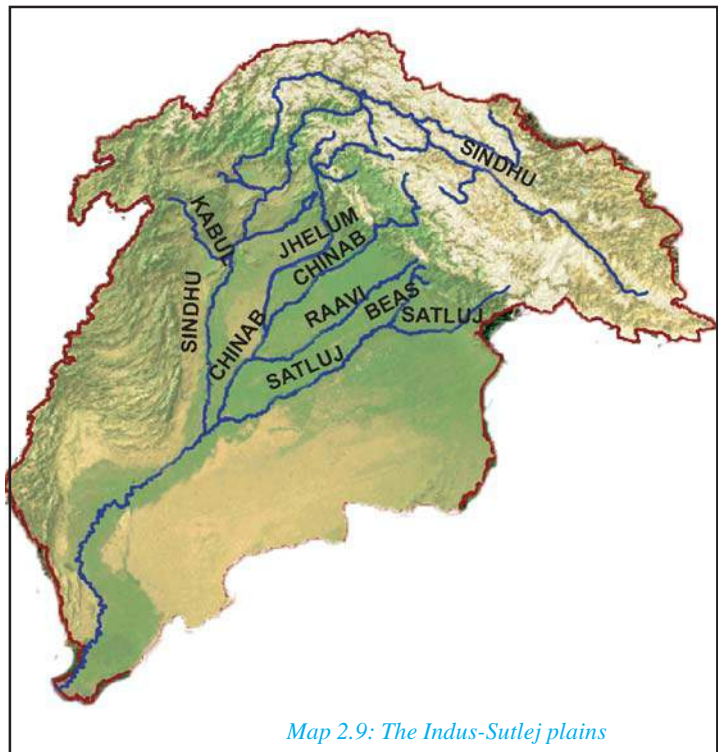 SINDHU
KABUL
JHELUM
CHINAB
SINDHU
CHINAB
RAAVI
BEAS
SATLUJ
SATLUJ
Map 2.9: The Indus-Sutlej plains